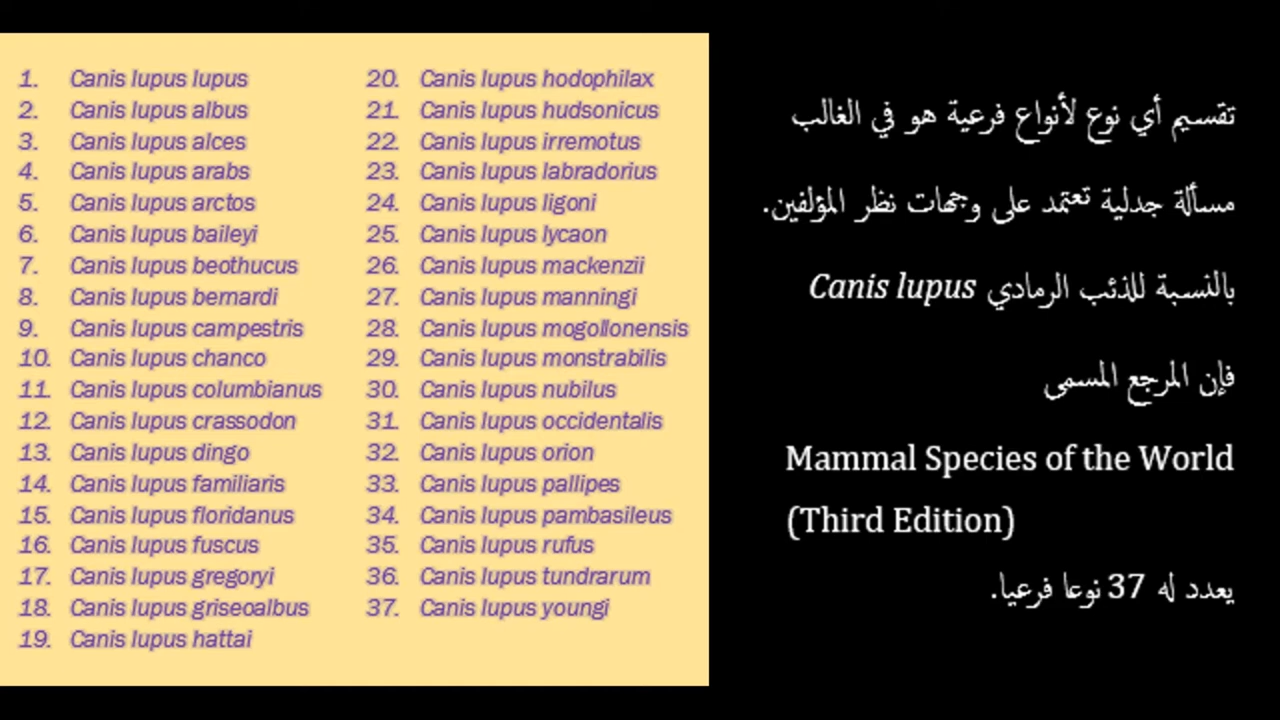 1. Canis lupus lupus
2. Canis lupus albus
3. Canis lupus alces
4. Canis lupus arabs
5. Canis lupus arctos
6. Canis lupus baileyi
7. Canis lupus beothucus
8. Canis lupus bernardi
9. Canis lupus campestris
10. Canis lupus chanco
11. Canis lupus columbianus
12. Canis lupus crassodon
13. Canis lupus dingo
14. Canis lupus familiaris
15. Canis lupus floridanus
16. Canis lupus fuscus
17. Canis lupus gregoryi
18. Canis lupus griseoalbus
19. Canis lupus hattai
20. Canis lupus hodophilax
21. Canis lupus hudsonicus
22. Canis lupus irremotus
23. Canis lupus labradorius
24. Canis lupus ligoni
25. Canis lupus lycaon
26. Canis lupus mackenzii
27. Canis lupus manningi
28. Canis lupus mogollonensis
29. Canis lupus monstrabilis
30. Canis lupus nubilus
31. Canis lupus occidentalis
32. Canis lupus orion
33. Canis lupus pallipes
34. Canis lupus pambasileus
35. Canis lupus rufus
36. Canis lupus tundrarum
37. Canis lupus youngi
تقسيم أي نوع لأنواع فرعية هو في الغالب
مسألة جدلية تعتمد على وجهات نظر المؤلفين.
بالنسبة للذئب الرمادي Canis lupus
فإن المرجع المسمى
Mammal Species of the World
(Third Edition)
يعدد له 37 نوعا فرعيا.